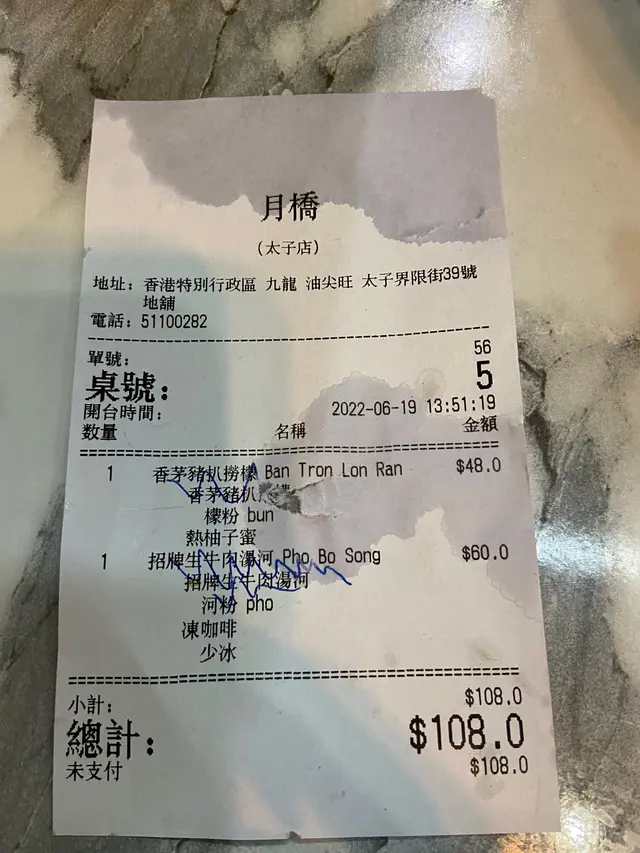 月橋
(太子店)
地址: 香港特別行政區 九龍 油尖旺 太子界限街39號
地舖
電話: 51100282
單號: 56
桌號: 5
開台時間: 2022-06-19 13:51:19
數量 名稱 金額
1 香茅豬扒撈檬 Ban Tron Lon Ran $48.0
香茅豬扒
檬粉 bun
熱柚子蜜
1 招牌生牛肉湯河 Pho Bo Song $60.0
招牌生牛肉湯河
河粉 pho
凍咖啡
少冰
小計: $108.0
總計: $108.0
未支付 $108.0